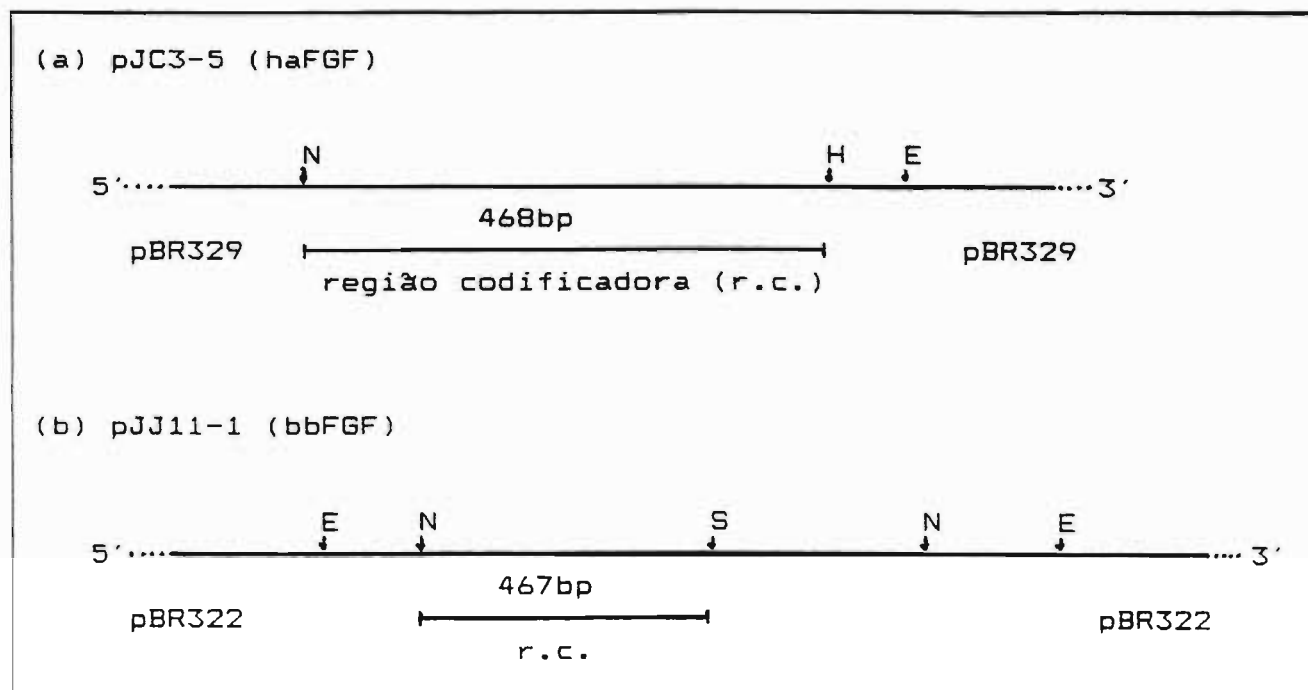 (a) pJC3-5 (haFGF)
N H E
5´ 3´
468bp
pBR329 pBR329
região codificadora (r.c.)
(b) pJJ11-1 (bbFGF)
E N S N E
5´ 3´
467bp
pBR322 pBR322
r.c.